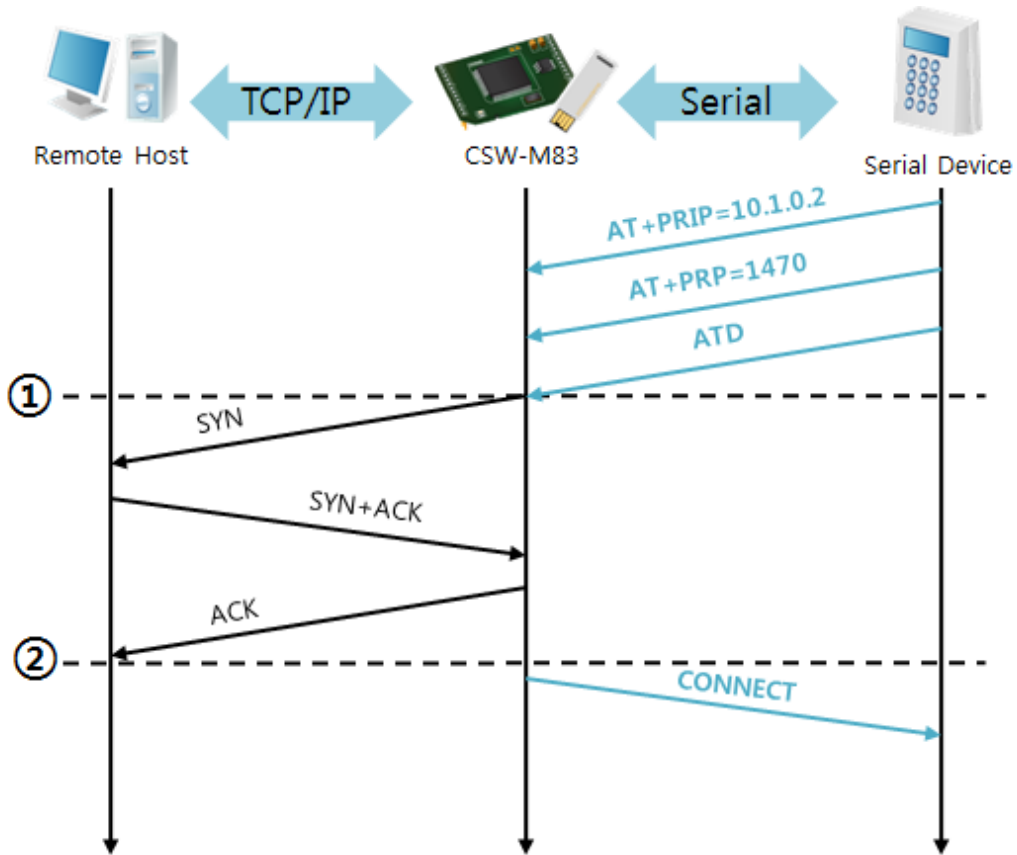 TCP/IP
Serial
Remote Host
CSW-M83
Serial Device
AT+PRIP=10.1.0.2
AT+PRP=1470
ATD
①
SYN
SYN+ACK
ACK
②
CONNECT